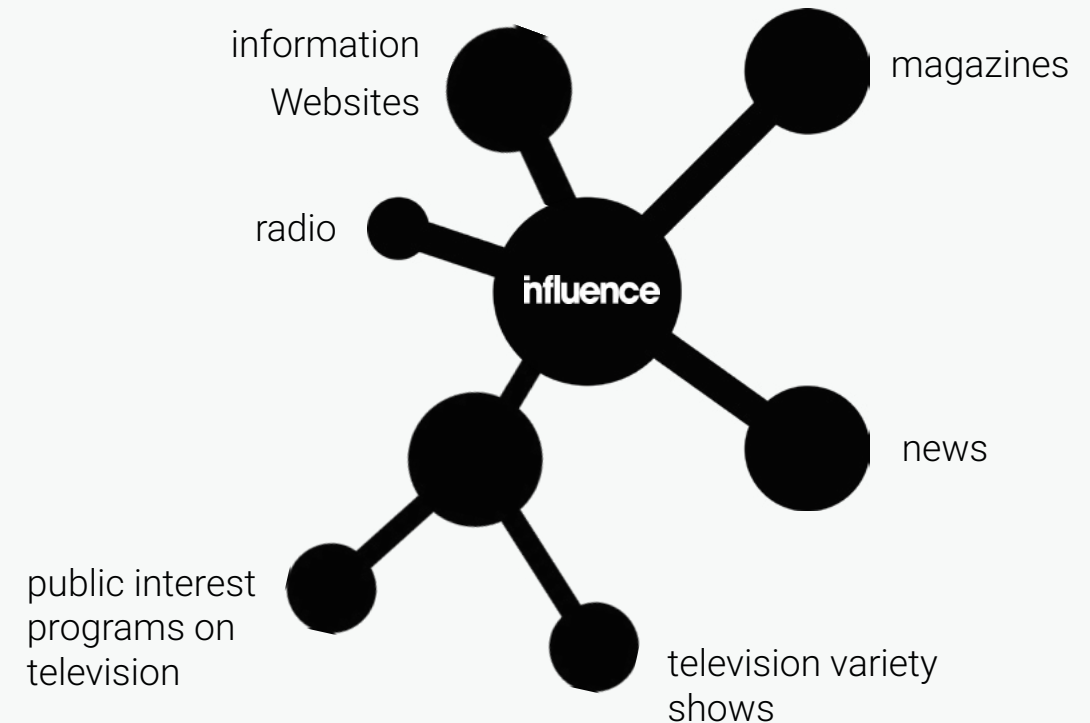 information
Websites
magazines
radio
influence
news
public interest
programs on
television
television variety
shows